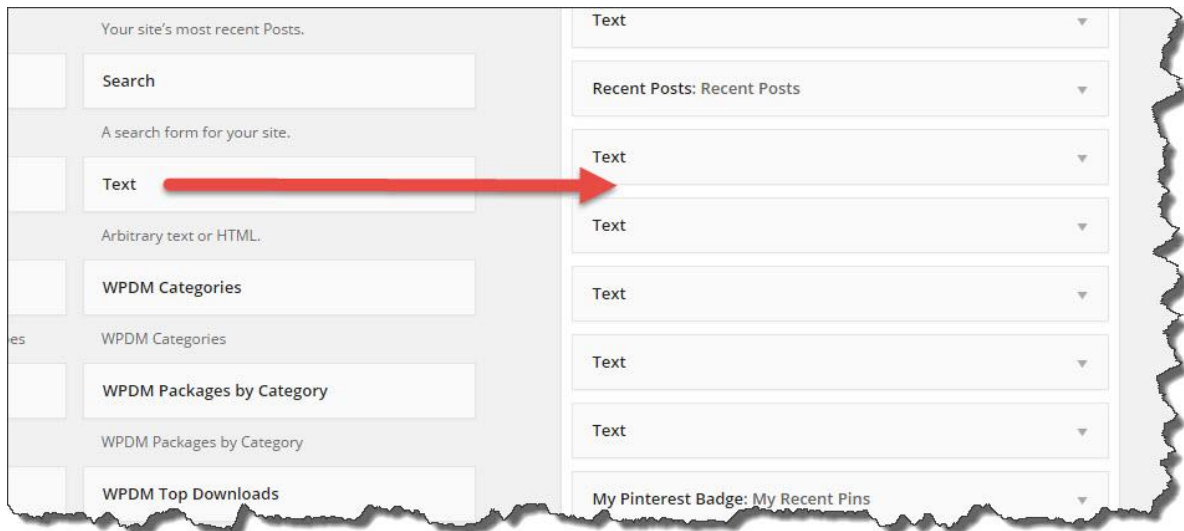 Your site's most recent Posts.
Search
A search form for your site.
Text
Arbitrary text or HTML.
WPDM Categories
es
WPDM Categories
WPDM Packages by Category
WPDM Packages by Category
WPDM Top Downloads
Text
Recent Posts: Recent Posts
Text
Text
Text
Text
Text
My Pinterest Badge: My Recent Pins